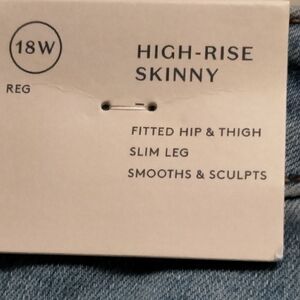 18W
REG
HIGH-RISE
SKINNY
FITTED HIP & THIGH
SLIM LEG
SMOOTHS & SCULPTS